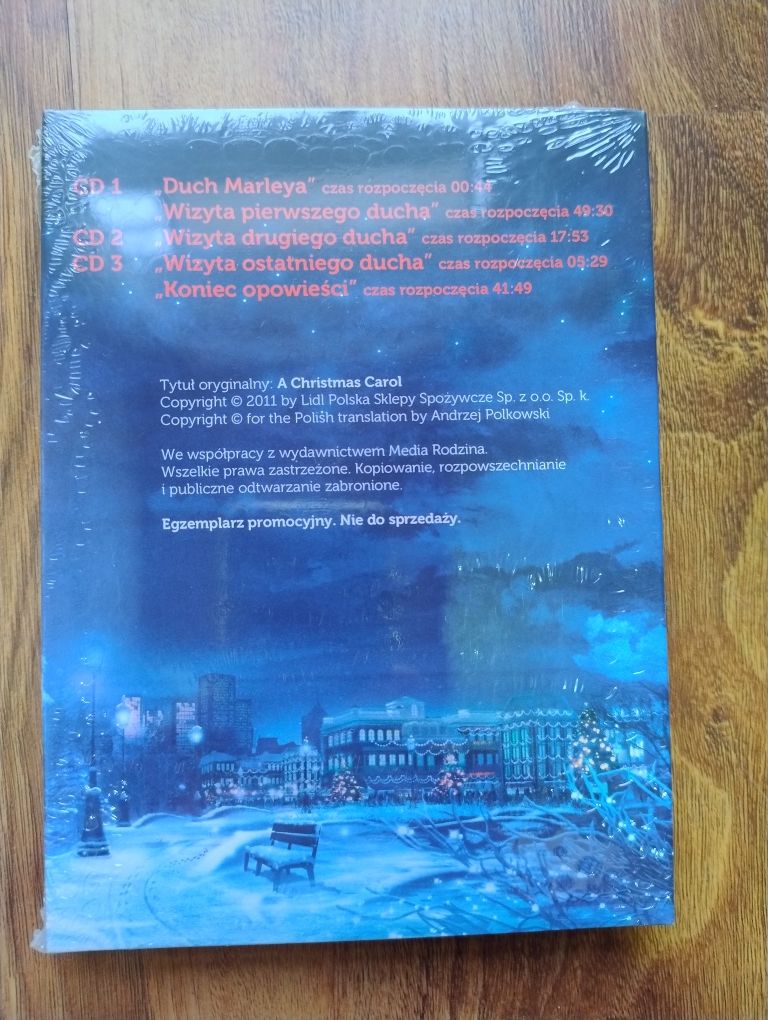 CD 1 „Duch Marleya” czas rozpoczęcia 00:44
„Wizyta pierwszego ducha” czas rozpoczęcia 49:30
CD 2 „Wizyta drugiego ducha” czas rozpoczęcia 17:53
CD 3 „Wizyta ostatniego ducha” czas rozpoczęcia 05:29
„Koniec opowieści” czas rozpoczęcia 41:49
Tytuł oryginalny: A Christmas Carol
Copyright © 2011 by Lidl Polska Sklepy Spożywcze Sp. z o.o. Sp. k.
Copyright © for the Polish translation by Andrzej Polkowski
We współpracy z wydawnictwem Media Rodzina.
Wszelkie prawa zastrzeżone. Kopiowanie, rozpowszechnianie
i publiczne odtwarzanie zabronione.
Egzemplarz promocyjny. Nie do sprzedaży.